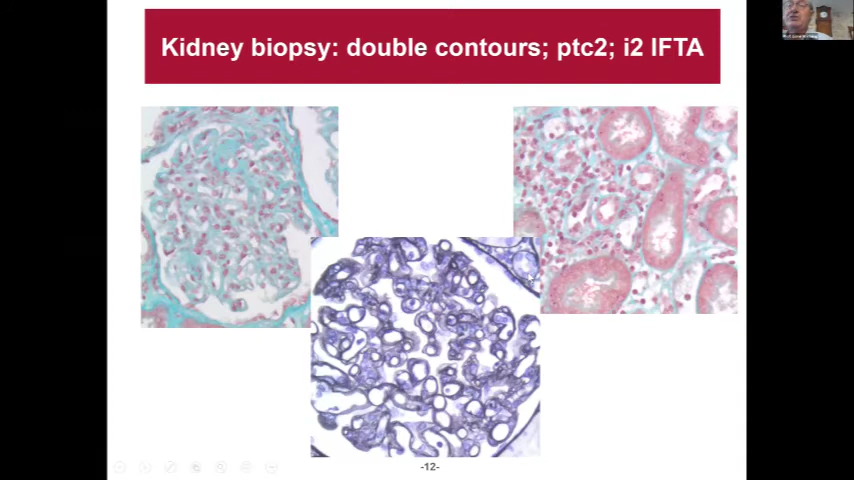 Kidney biopsy: double contours; ptc2; i2 IFTA
-12-